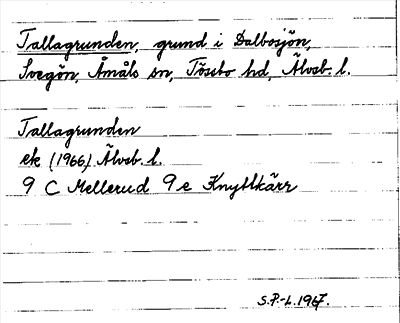 Tallagrunden, grund i Dalbosjön,
Svegön, Åmåls sn, Tössbo hd, Älvsb. l.
Tallagrunden
ek (1966) Älvsb. l.
9 C Mellerud 9 e Knyttkärr
S.P-L. 1967.